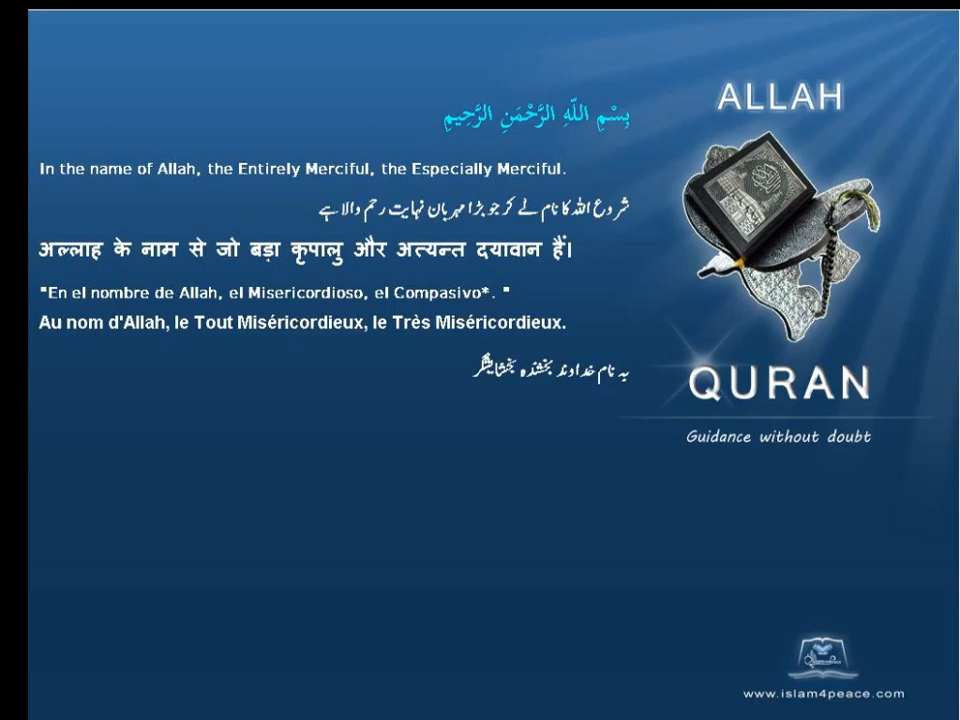 بِسْمِ اللَّهِ الرَّحْمَنِ الرَّحِيمِ
In the name of Allah, the Entirely Merciful, the Especially Merciful.
شروع الله کا نام لے کر جو بڑا مہربان نہایت رحم والا ہے
अल्लाह के नाम से जो बड़ा कृपालु और अत्यन्त दयावान हैं।
"En el nombre de Allah, el Misericordioso, el Compasivo*. "
Au nom d'Allah, le Tout Miséricordieux, le Très Miséricordieux.
به نام خداوند بخشنده بخشایشگر
ALLAH
QURAN
Guidance without doubt
www.islam4peace.com